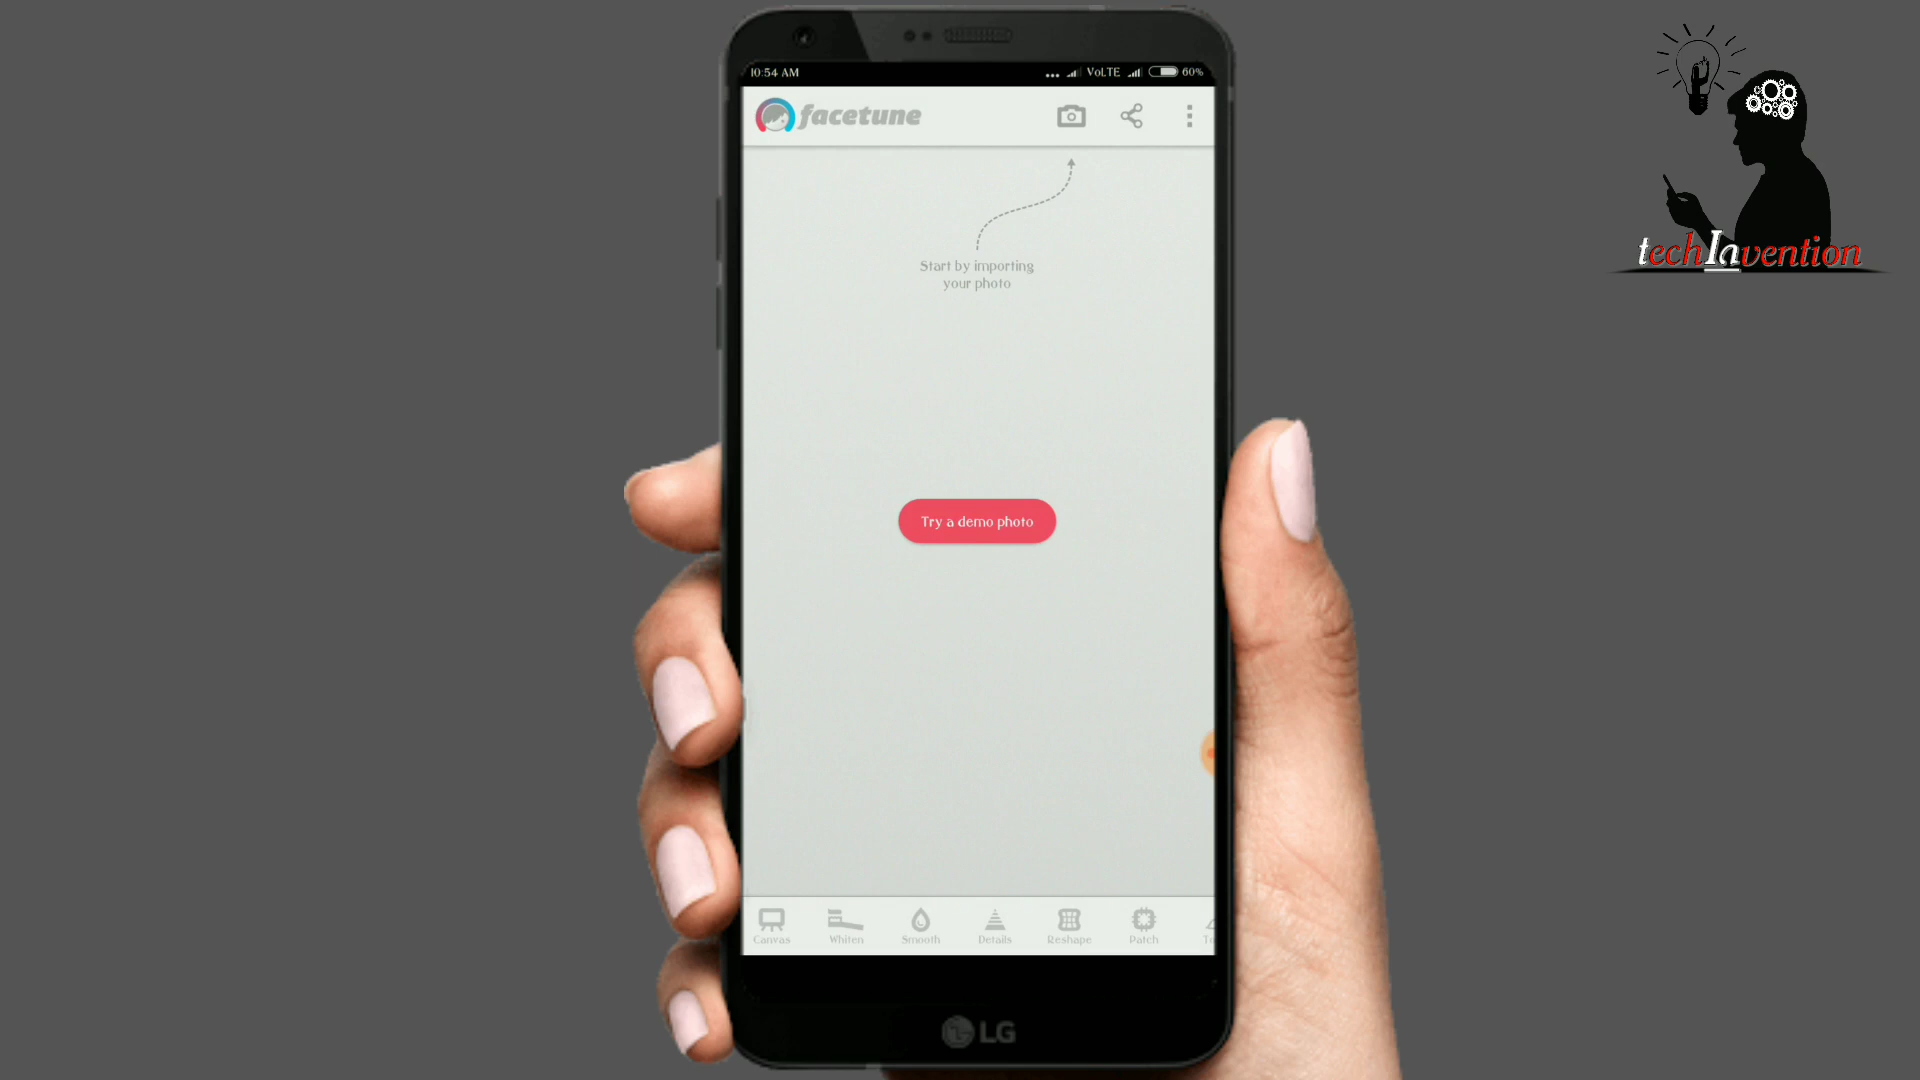 10:54 AM
VoLTE
60%
facetune
Start by importing
your photo
Try a demo photo
Canvas
Whiten
Smooth
Details
Reshape
Patch
To
LG
techInvention